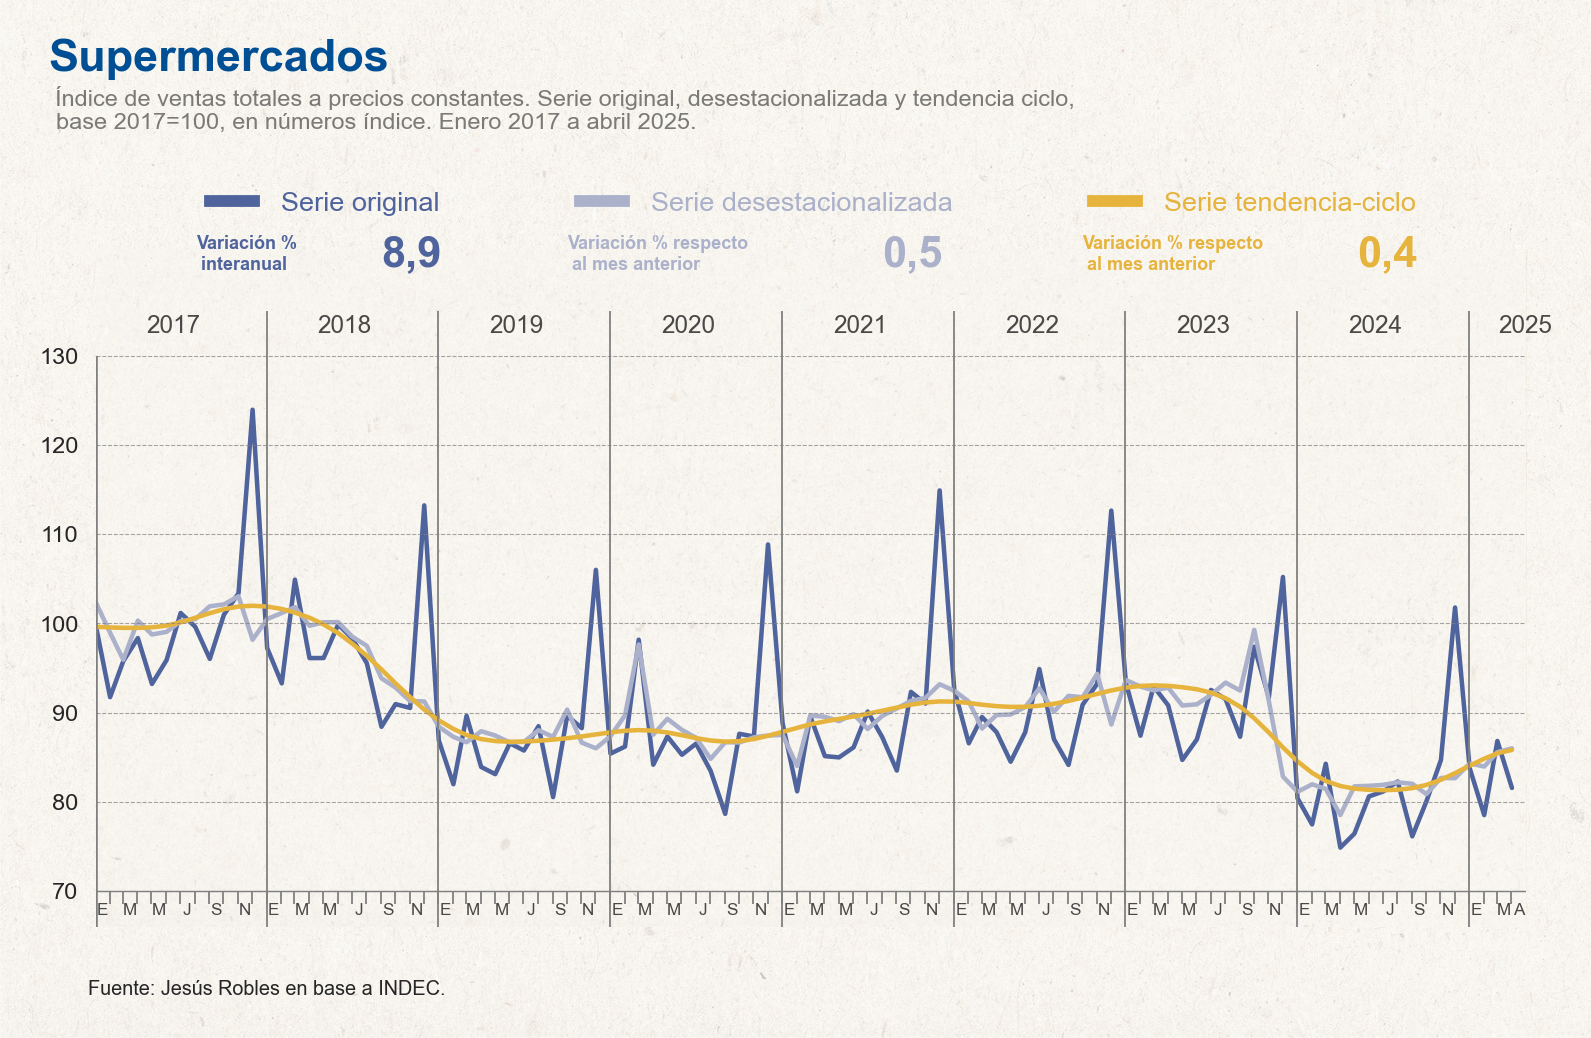 Supermercados
Índice de ventas totales a precios constantes. Serie original, desestacionalizada y tendencia ciclo,
base 2017=100, en números índice. Enero 2017 a abril 2025.
Serie original Serie desestacionalizada Serie tendencia-ciclo
Variación %
interanual
8,9
Variación % respecto
al mes anterior
0,5
Variación % respecto
al mes anterior
0,4
2017 2018 2019 2020 2021 2022 2023 2024 2025
130
120
110
100
90
80
70
E M M J S N E M M J S N E M M J S N E M M J S N E M M J S N E M M J S N E M M J S N E M M J S N E M A
Fuente: Jesús Robles en base a INDEC.